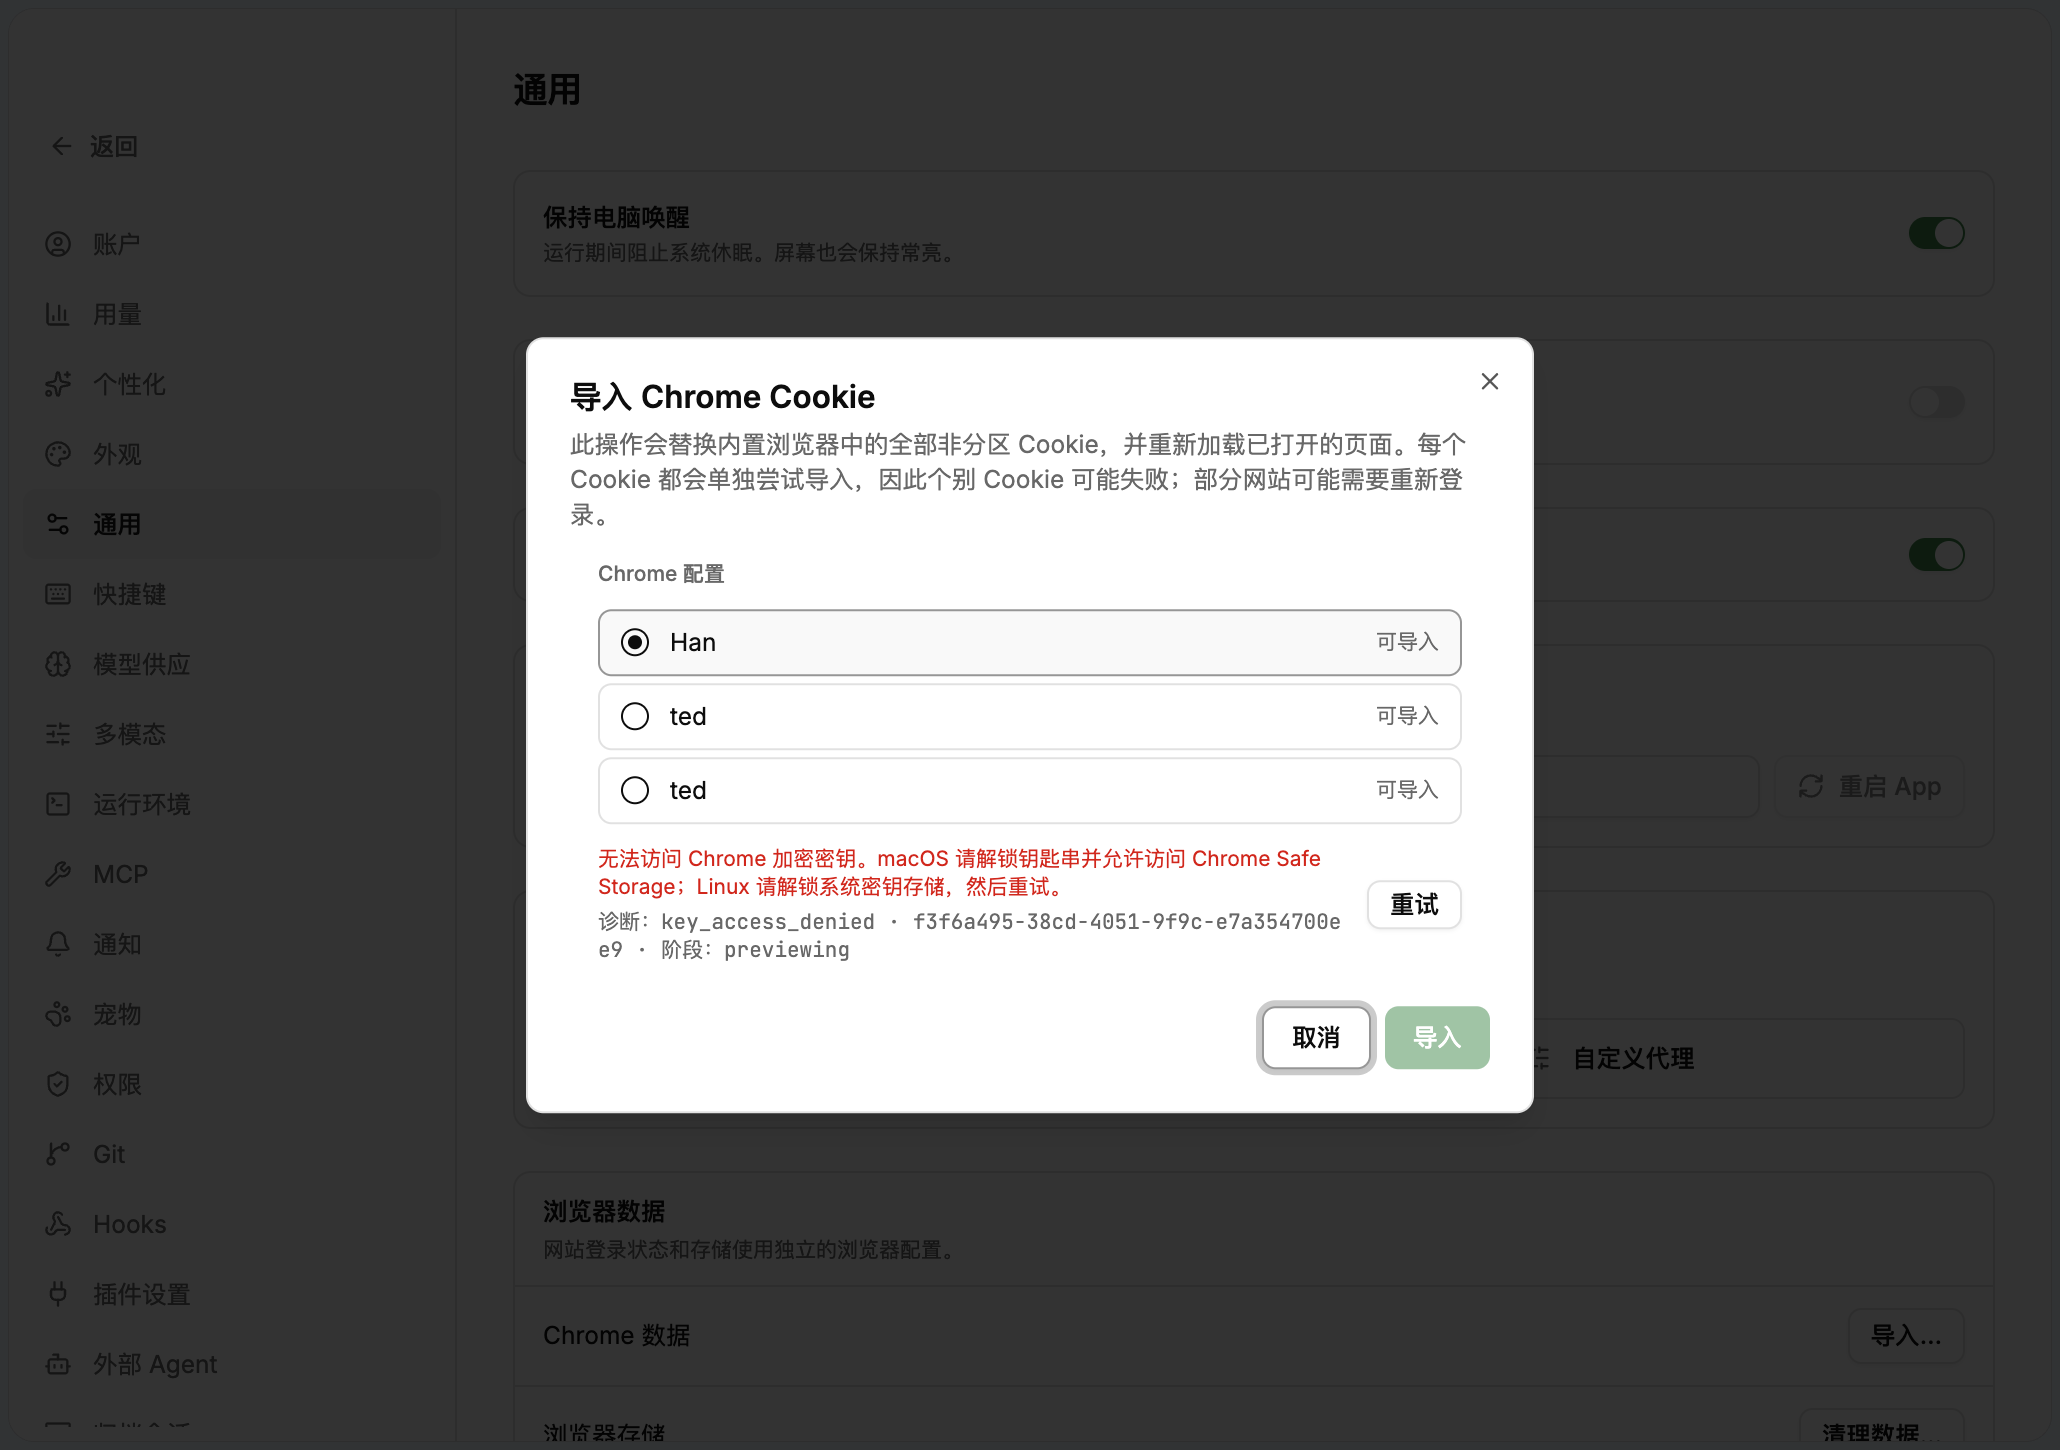 返回
账户
用量
个性化
外观
通用
快捷键
模型供应
多模态
运行环境
MCP
通知
宠物
权限
Git
Hooks
插件设置
外部 Agent
通用
保持电脑唤醒
运行期间阻止系统休眠。屏幕也会保持常亮。
重启 App
自定义代理
浏览器数据
网站登录状态和存储使用独立的浏览器配置。
Chrome 数据
导入...
浏览器存储
清理数据...
导入 Chrome Cookie
此操作会替换内置浏览器中的全部非分区 Cookie，并重新加载已打开的页面。每个
Cookie 都会单独尝试导入，因此个别 Cookie 可能失败；部分网站可能需要重新登
录。
Chrome 配置
Han
可导入
ted
可导入
ted
可导入
无法访问 Chrome 加密密钥。macOS 请解锁钥匙串并允许访问 Chrome Safe
Storage；Linux 请解锁系统密钥存储，然后重试。
诊断：key_access_denied · f3f6a495-38cd-4051-9f9c-e7a354700e
e9 · 阶段：previewing
重试
取消
导入